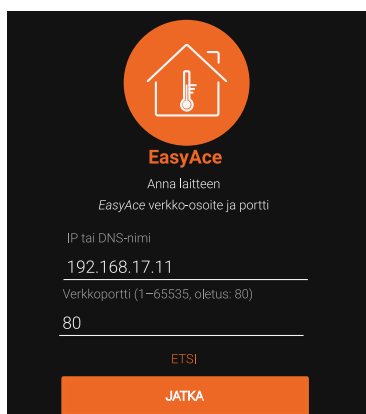 EasyAce
Anna laitteen
EasyAce verkko-osoite ja portti
IP tai DNS-nimi
192.168.17.11
Verkkoportti (1–65535, oletus: 80)
80
ETSI
JATKA